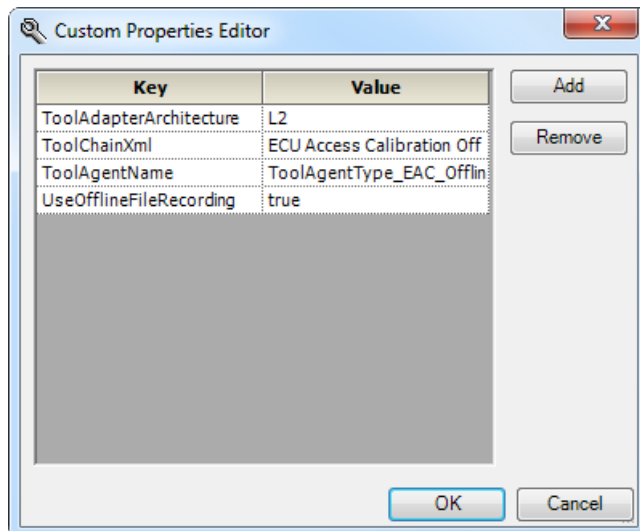 Custom Properties Editor
Key Value
ToolAdapterArchitecture L2
ToolChainXml ECU Access Calibration Off
ToolAgentName ToolAgentType_EAC_Offlin
UseOfflineFileRecording true
Add
Remove
OK Cancel